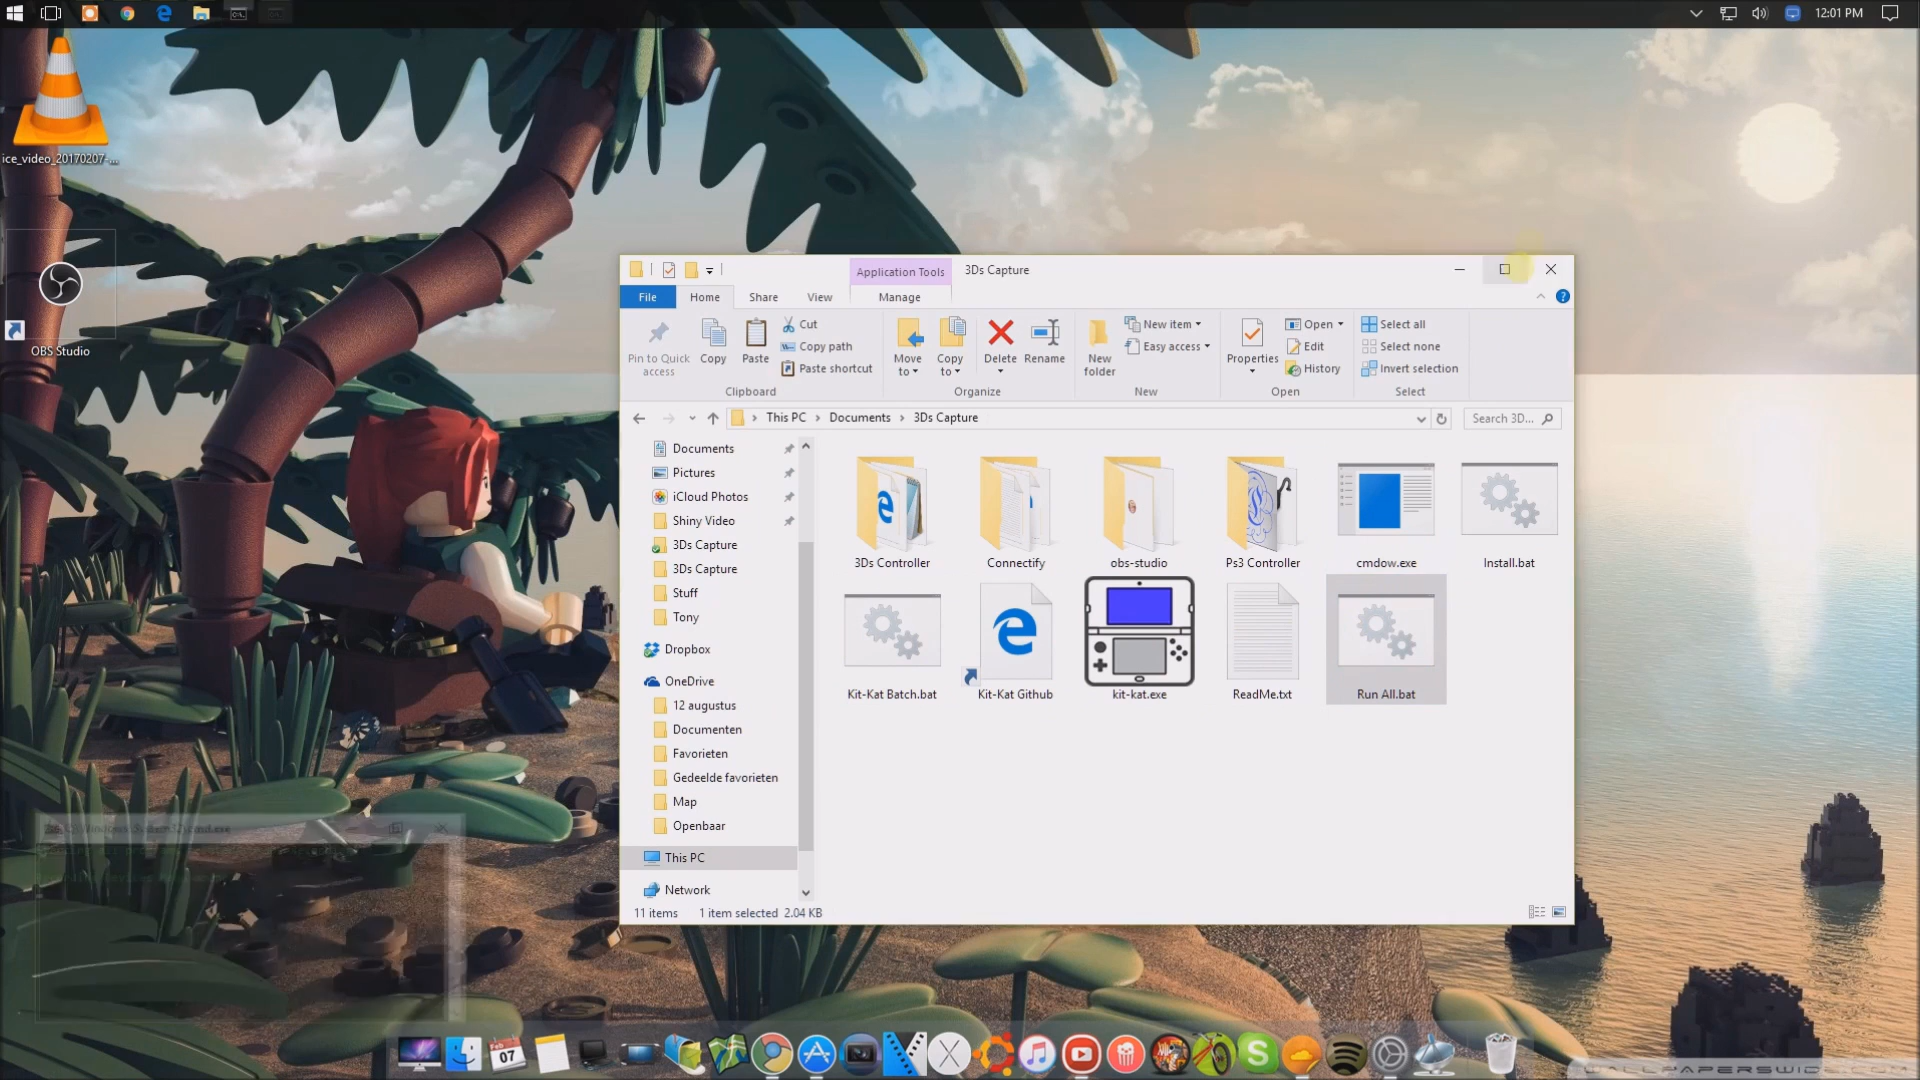 12:01 PM
ice_video_20170207-...
OBS Studio
Application Tools
3Ds Capture
File
Home
Share
View
Manage
Pin to Quick access
Copy
Paste
Cut
Copy path
Paste shortcut
Move to
Copy to
Delete
Rename
New folder
New item
Easy access
Properties
Open
Edit
History
Select all
Select none
Invert selection
Clipboard
Organize
New
Open
Select
This PC
Documents
3Ds Capture
Search 3D...
Documents
Pictures
iCloud Photos
Shiny Video
3Ds Capture
3Ds Capture
Stuff
Tony
Dropbox
OneDrive
12 augustus
Documenten
Favorieten
Gedeelde favorieten
Map
Openbaar
This PC
Network
3Ds Controller
Connectify
obs-studio
Ps3 Controller
cmdow.exe
Install.bat
Kit-Kat Batch.bat
Kit-Kat Github
kit-kat.exe
ReadMe.txt
Run All.bat
11 items
1 item selected 2.04 KB
Feb
07